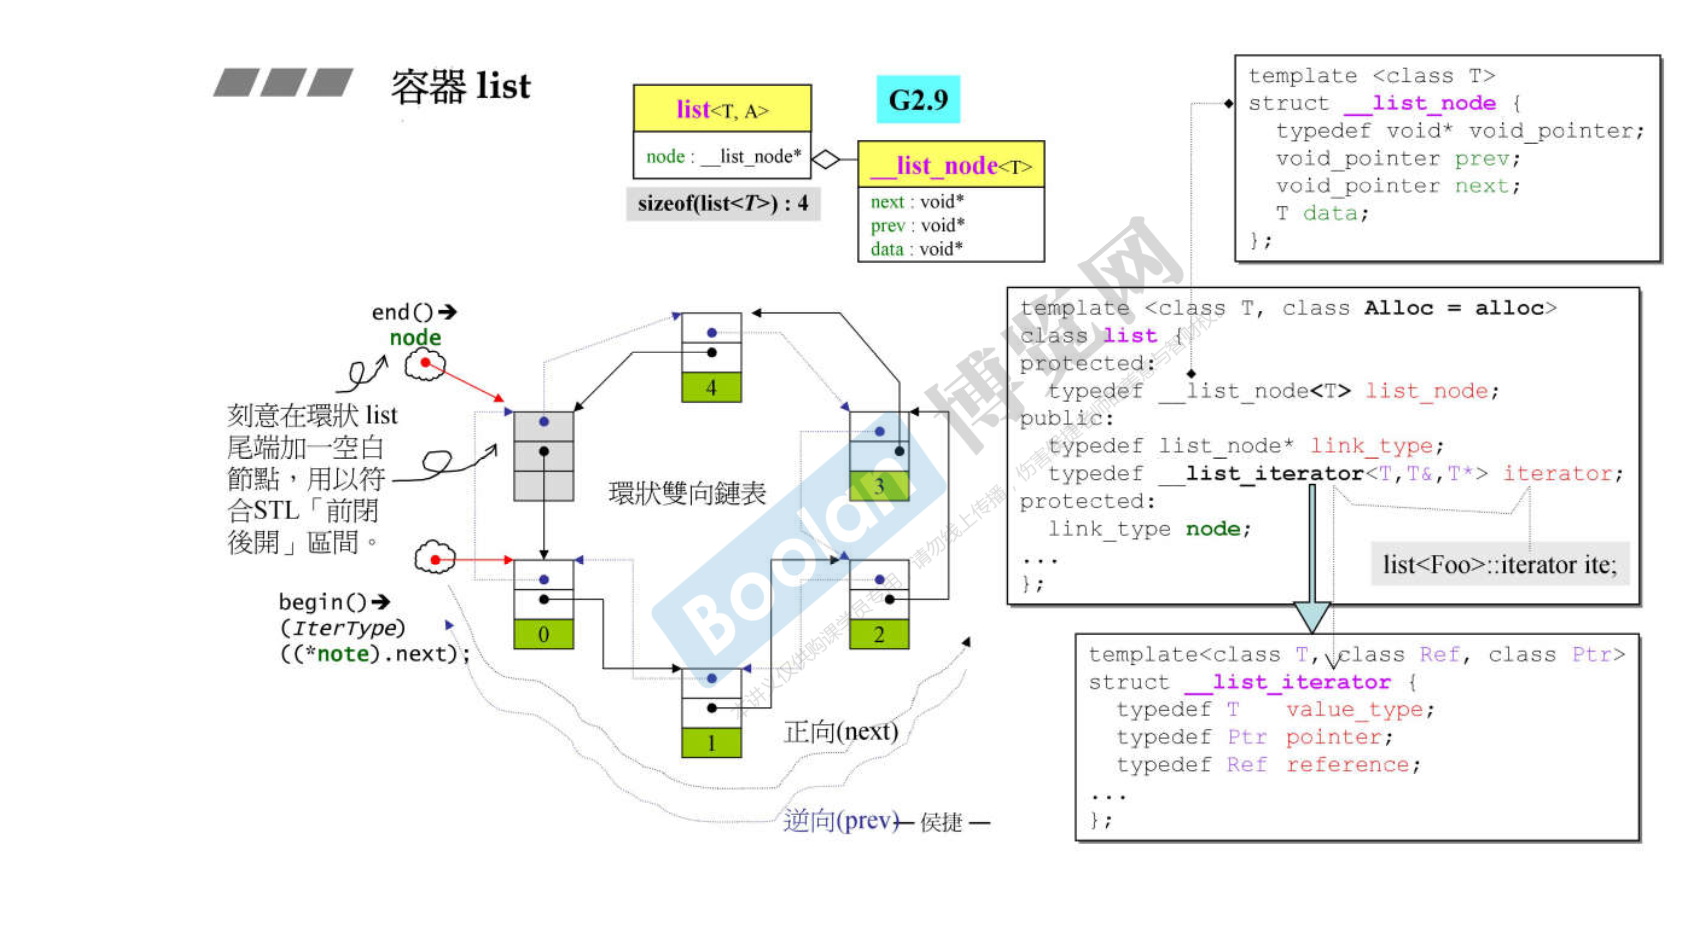 容器 list
list<T, A>
node : __list_node*
sizeof(list<T>) : 4
G2.9
__list_node<T>
next : void*
prev : void*
data : void*
template <class T>
struct __list_node {
typedef void* void_pointer;
void_pointer prev;
void_pointer next;
T data;
};
template <class T, class Alloc = alloc>
class list {
protected:
typedef __list_node<T> list_node;
public:
typedef list_node* link_type;
typedef __list_iterator<T,T&,T*> iterator;
protected:
link_type node;
...
};
list<Foo>::iterator ite;
template<class T, class Ref, class Ptr>
struct __list_iterator {
typedef T value_type;
typedef Ptr pointer;
typedef Ref reference;
...
};
end()→
node
刻意在環狀 list
尾端加一空白
節點，用以符
合STL「前閉
後開」區間。
begin()→
(IterType)
((*note).next);
環狀雙向鏈表
4
3
0
2
1
正向(next)
逆向(prev)
— 侯捷 —
Boolan
博览网